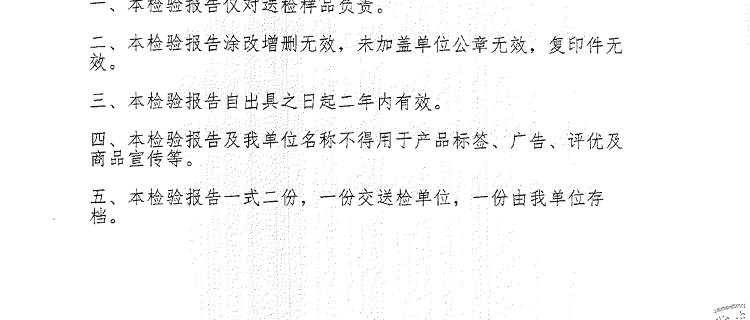 一、本检验报告仅对送检样品负责。
二、本检验报告涂改增删无效，未加盖单位公章无效，复印件无
效。
三、本检验报告自出具之日起二年内有效。
四、本检验报告及我单位名称不得用于产品标签、广告、评优及
商品宣传等。
五、本检验报告一式二份，一份交送检单位，一份由我单位存
档。